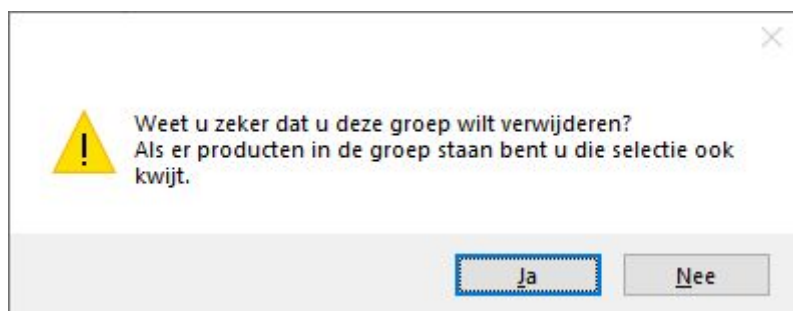 Weet u zeker dat u deze groep wilt verwijderen?
Als er producten in de groep staan bent u die selectie ook
kwijt.
Ja
Nee